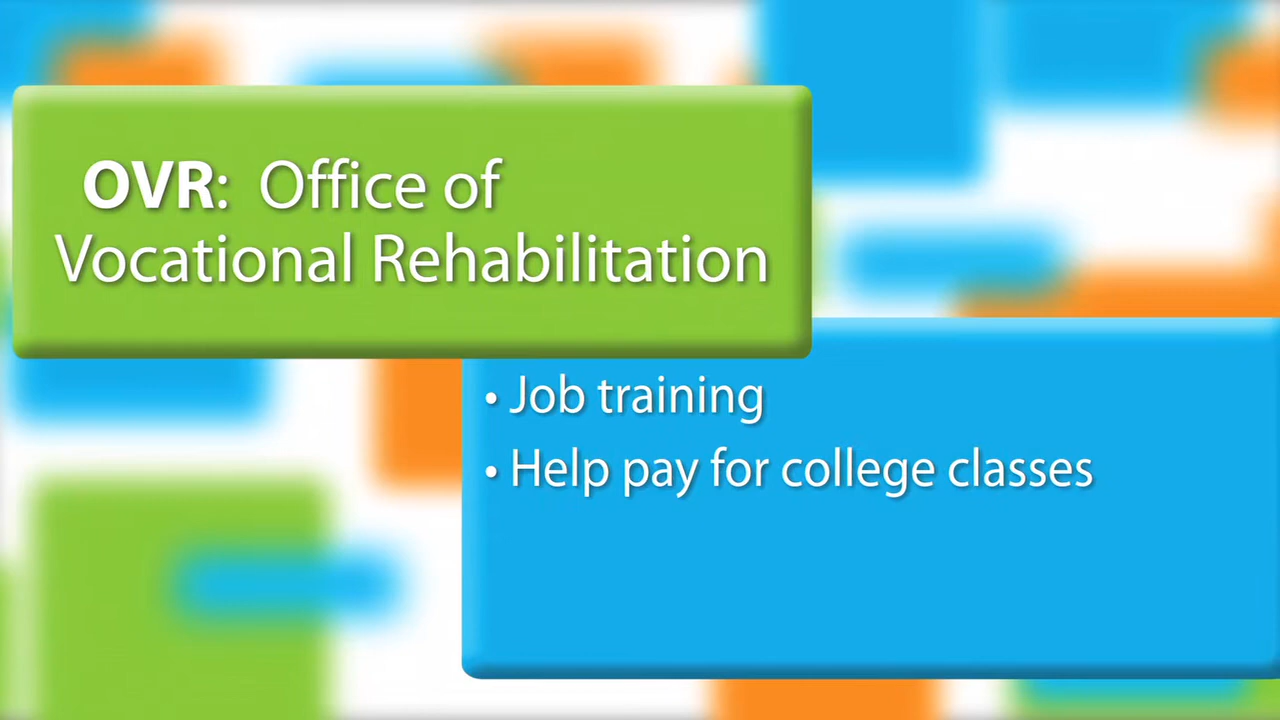 OVR: Office of
Vocational Rehabilitation
• Job training
• Help pay for college classes